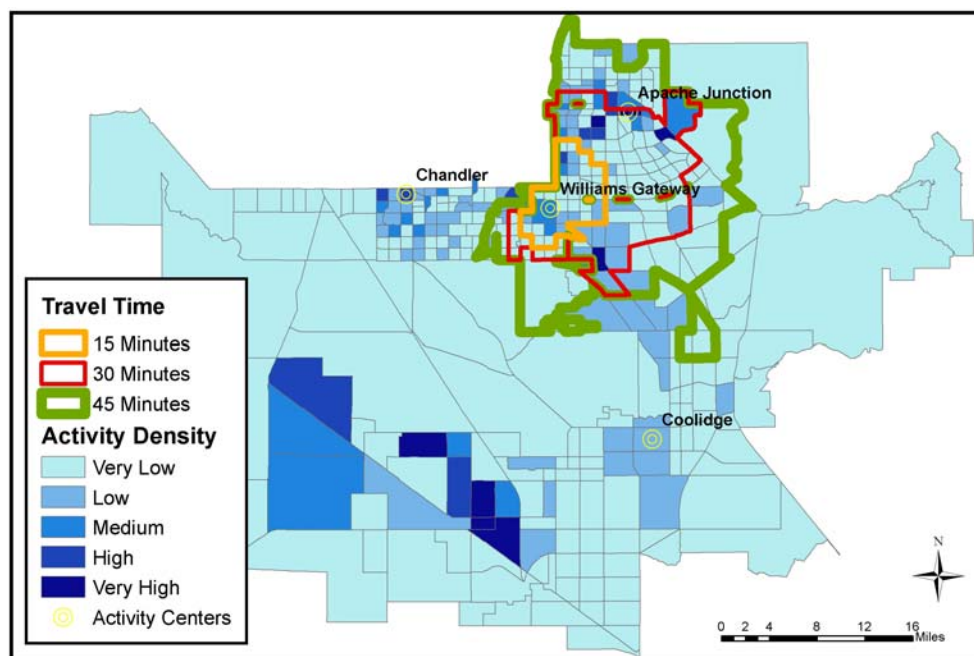 Apache Junction
Chandler
Williams Gateway
Coolidge
Travel Time
15 Minutes
30 Minutes
45 Minutes
Activity Density
Very Low
Low
Medium
High
Very High
Activity Centers
N
0 2 4 8 12 16
Miles